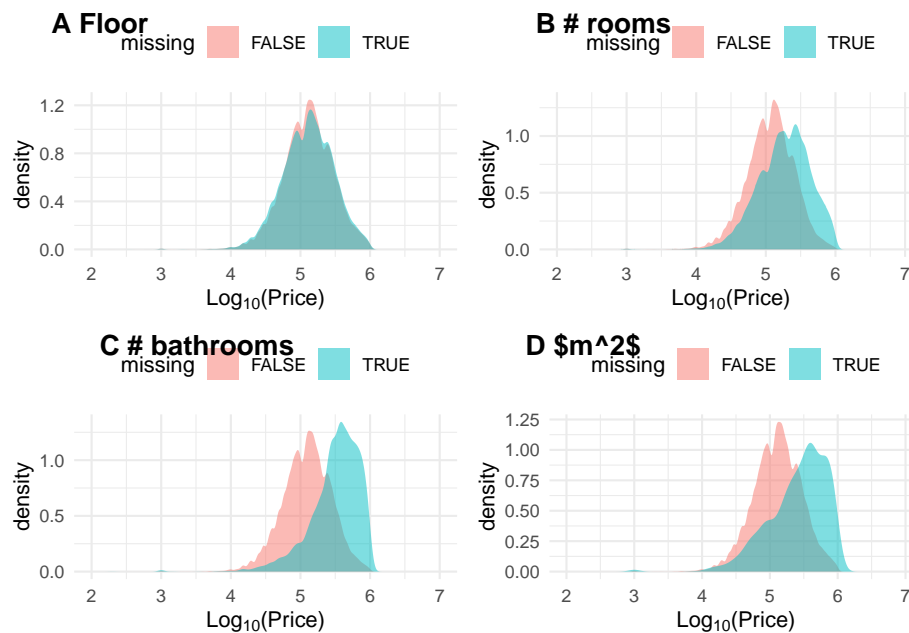 A Floor
missing FALSE TRUE
density
1.2
0.8
0.4
0.0
2 3 4 5 6 7
Log10(Price)
B # rooms
missing FALSE TRUE
density
1.0
0.5
0.0
2 3 4 5 6 7
Log10(Price)
C # bathrooms
missing FALSE TRUE
density
1.0
0.5
0.0
2 3 4 5 6 7
Log10(Price)
D $m^2$
missing FALSE TRUE
density
1.25
1.00
0.75
0.50
0.25
0.00
2 3 4 5 6 7
Log10(Price)